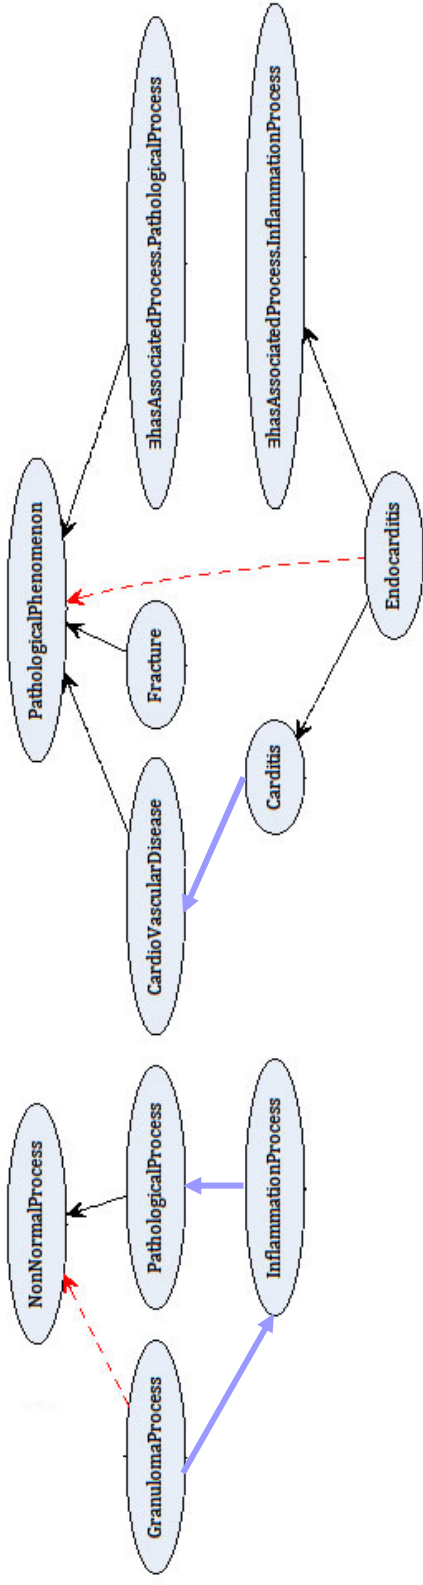 NonNormalProcess
PathologicalPhenomenon
GranulomaProcess
PathologicalProcess
CardioVascularDisease
Fracture
∃hasAssociatedProcess.PathologicalProcess
InflammationProcess
Carditis
∃hasAssociatedProcess.InflammationProcess
Endocarditis